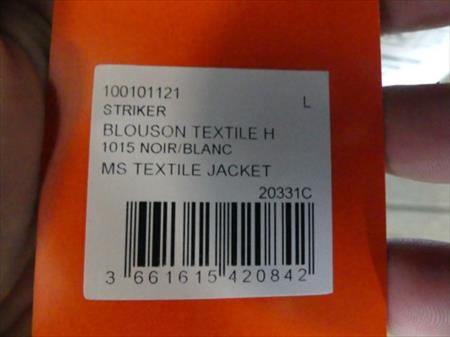 100101121
L
STRIKER
BLOUSON TEXTILE H
1015 NOIR/BLANC
MS TEXTILE JACKET
20331C
3 661615 420842